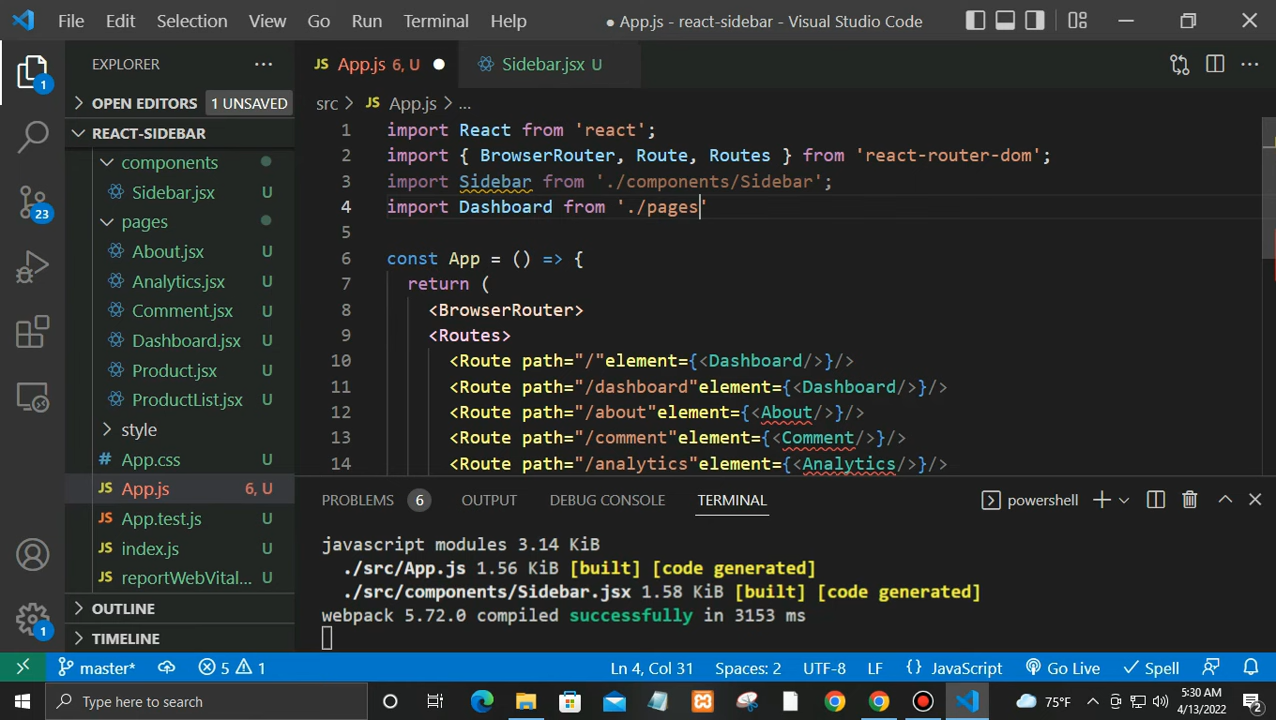 File Edit Selection View Go Run Terminal Help
● App.js - react-sidebar - Visual Studio Code
EXPLORER
JS App.js 6, U
Sidebar.jsx U
1
OPEN EDITORS 1 UNSAVED
src > JS App.js > ...
REACT-SIDEBAR
components
Sidebar.jsx U
pages
About.jsx U
Analytics.jsx U
Comment.jsx U
Dashboard.jsx U
Product.jsx U
ProductList.jsx U
style
# App.css U
JS App.js 6, U
JS App.test.js U
JS index.js U
JS reportWebVital... U
OUTLINE
TIMELINE
23
1
1 import React from 'react';
2 import { BrowserRouter, Route, Routes } from 'react-router-dom';
3 import Sidebar from './components/Sidebar';
4 import Dashboard from './pages'
5
6 const App = () => {
7 return (
8 <BrowserRouter>
9 <Routes>
10 <Route path="/"element={<Dashboard/>}/>
11 <Route path="/dashboard"element={<Dashboard/>}/>
12 <Route path="/about"element={<About/>}/>
13 <Route path="/comment"element={<Comment/>}/>
14 <Route path="/analytics"element={<Analytics/>}/>
PROBLEMS 6 OUTPUT DEBUG CONSOLE TERMINAL
powershell
javascript modules 3.14 KiB
./src/App.js 1.56 KiB [built] [code generated]
./src/components/Sidebar.jsx 1.58 KiB [built] [code generated]
webpack 5.72.0 compiled successfully in 3153 ms
master* 5 1 Ln 4, Col 31 Spaces: 2 UTF-8 LF {} JavaScript Go Live Spell
Type here to search
75°F
5:30 AM
4/13/2022
2